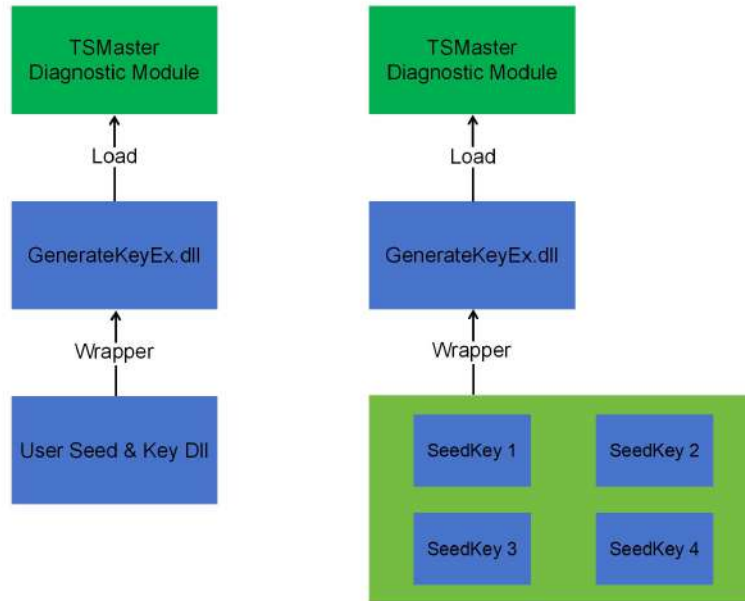 TSMaster
Diagnostic Module
Load
GenerateKeyEx.dll
Wrapper
User Seed & Key Dll
TSMaster
Diagnostic Module
Load
GenerateKeyEx.dll
Wrapper
SeedKey 1
SeedKey 2
SeedKey 3
SeedKey 4